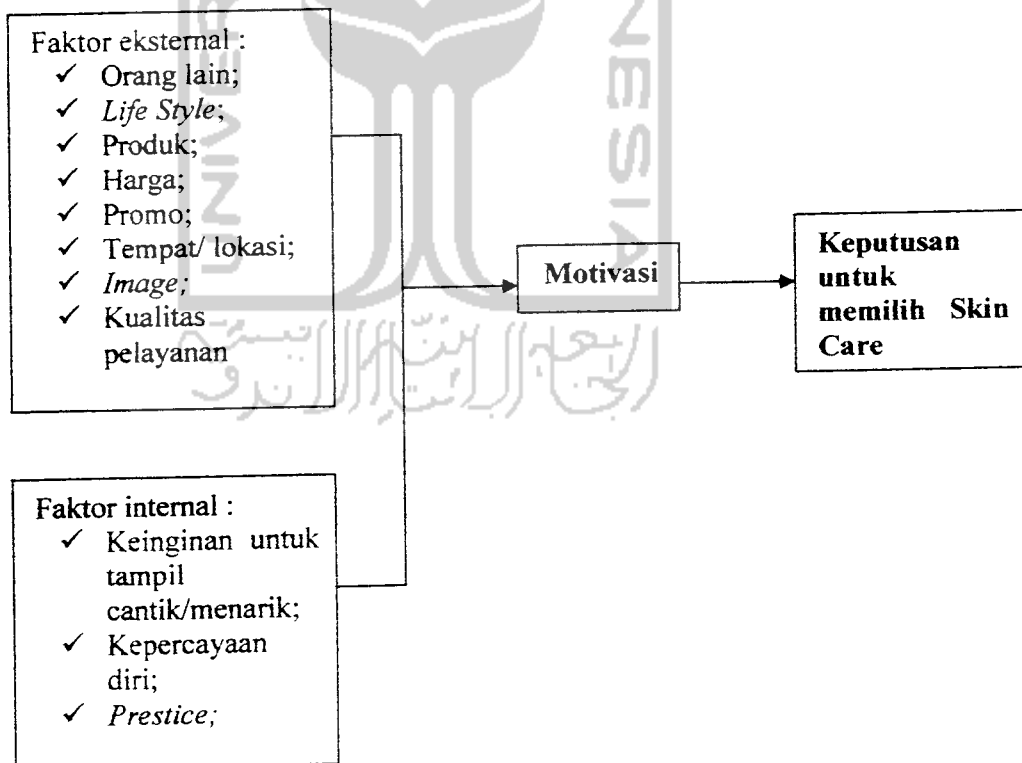 Faktor eksternal :
✓ Orang lain;
✓ Life Style;
✓ Produk;
✓ Harga;
✓ Promo;
✓ Tempat/ lokasi;
✓ Image;
✓ Kualitas
pelayanan
Motivasi
Keputusan
untuk
memilih Skin
Care
Faktor internal :
✓ Keinginan untuk
tampil
cantik/menarik;
✓ Kepercayaan
diri;
✓ Prestice;